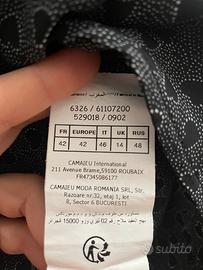 6326 / 61107200
529018 / 0902
FR EUROPE IT UK RUS
42 42 46 14 48
CAMAIEU International
211 Avenue Brame,59100 ROUBAIX
FR47345086177
CAMAIEU MODA ROMANIA SRL, Str.
Razoare nr.32, etaj 1, lot
8, Sector 6 BUCURESTI
subito